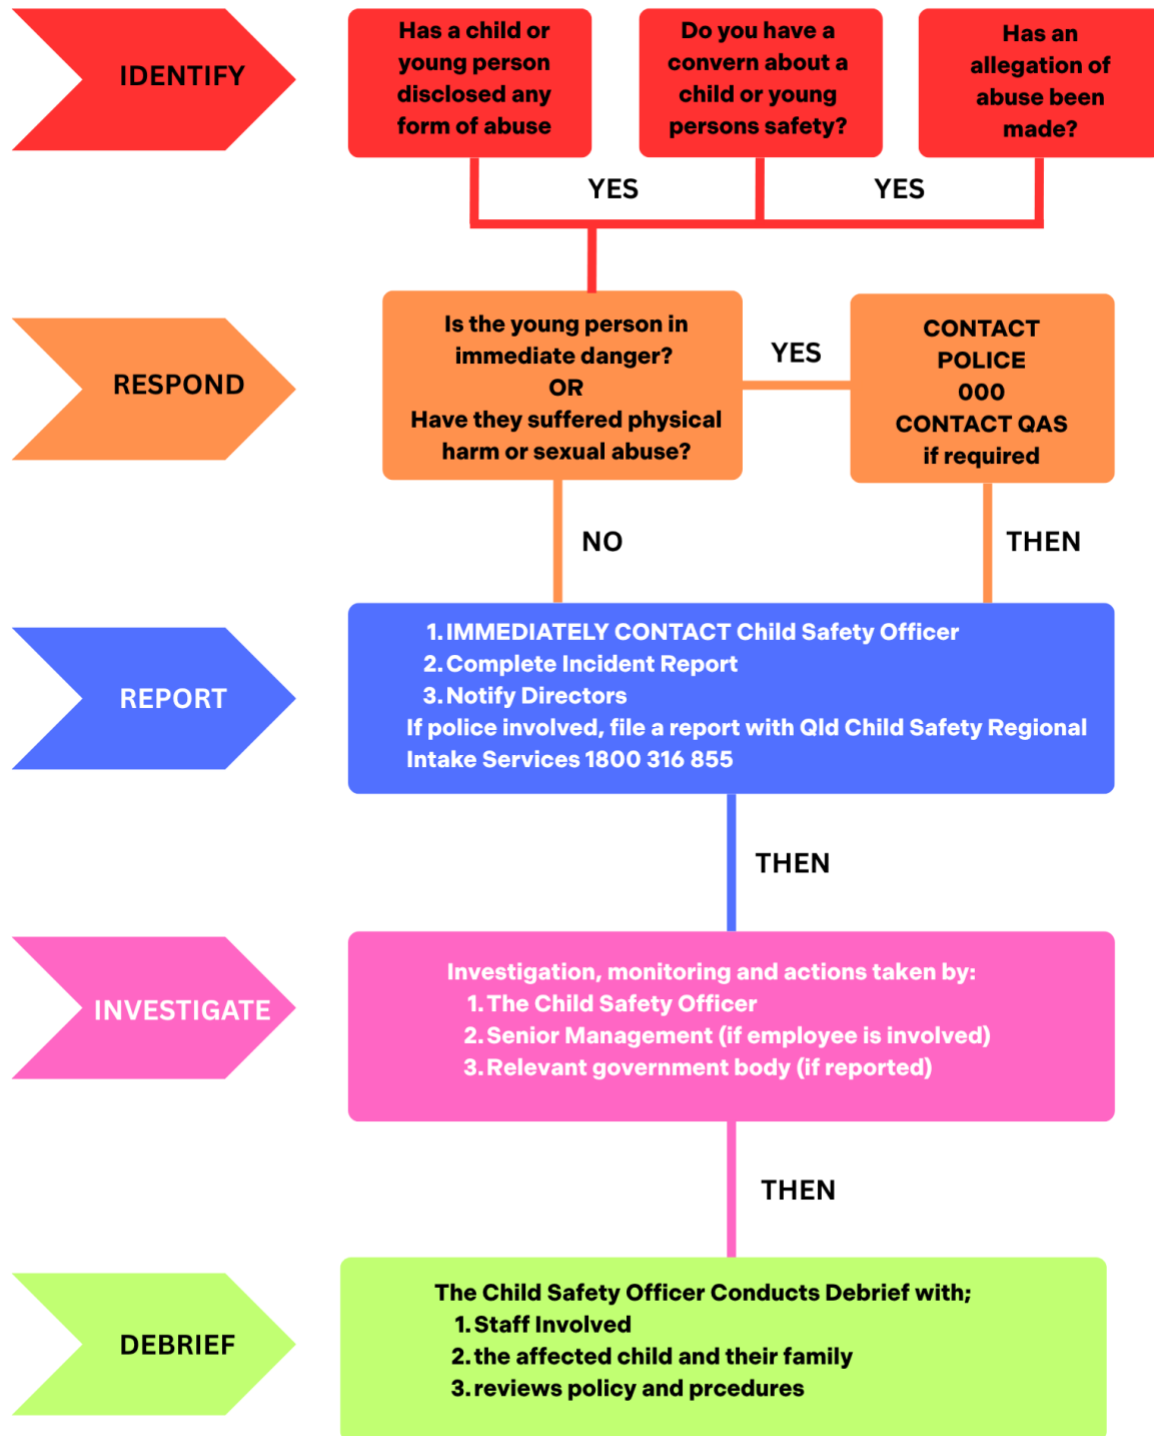 IDENTIFY
Has a child or
young person
disclosed any
form of abuse
Do you have a
convern about a
child or young
persons safety?
Has an
allegation of
abuse been
made?
YES
YES
RESPOND
Is the young person in
immediate danger?
OR
Have they suffered physical
harm or sexual abuse?
YES
CONTACT
POLICE
000
CONTACT QAS
if required
NO
THEN
REPORT
1. IMMEDIATELY CONTACT Child Safety Officer
2. Complete Incident Report
3. Notify Directors
If police involved, file a report with Qld Child Safety Regional
Intake Services 1800 316 855
THEN
INVESTIGATE
Investigation, monitoring and actions taken by:
1. The Child Safety Officer
2. Senior Management (if employee is involved)
3. Relevant government body (if reported)
THEN
DEBRIEF
The Child Safety Officer Conducts Debrief with;
1. Staff Involved
2. the affected child and their family
3. reviews policy and prcedures